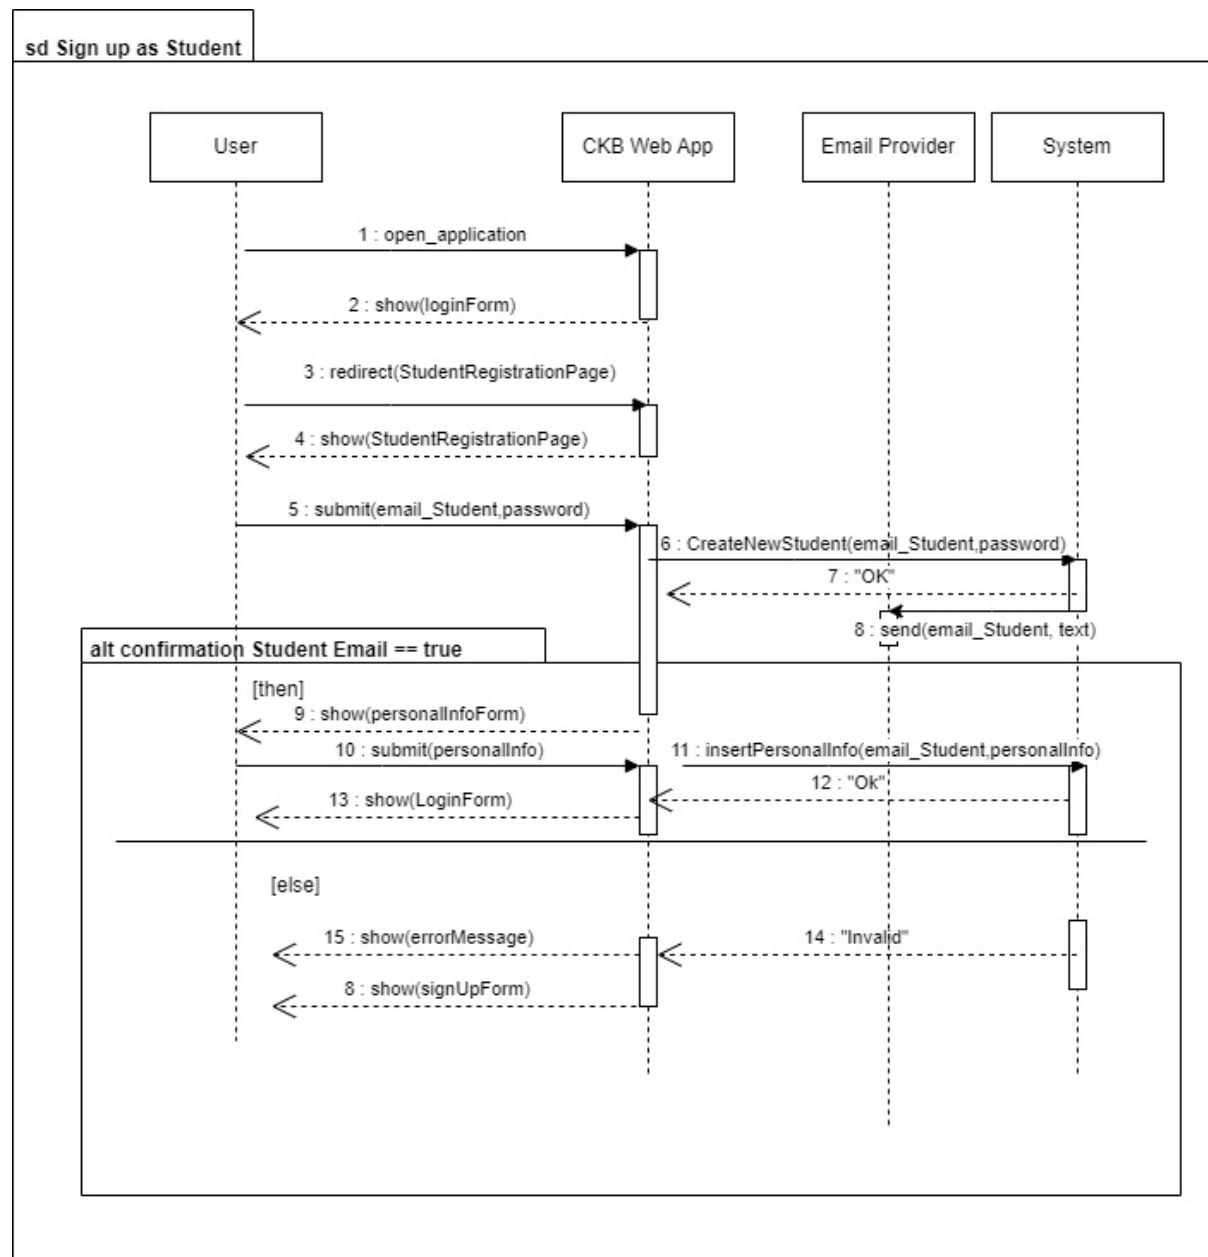 sd Sign up as Student
User
CKB Web App
Email Provider
System
1 : open_application
2 : show(loginForm)
3 : redirect(StudentRegistrationPage)
4 : show(StudentRegistrationPage)
5 : submit(email_Student,password)
6 : CreateNewStudent(email_Student,password)
7 : "OK"
8 : send(email_Student, text)
alt confirmation Student Email == true
[then]
9 : show(personalInfoForm)
10 : submit(personalInfo)
11 : insertPersonalInfo(email_Student,personalInfo)
12 : "Ok"
13 : show(LoginForm)
[else]
15 : show(errorMessage)
14 : "Invalid"
8 : show(signUpForm)